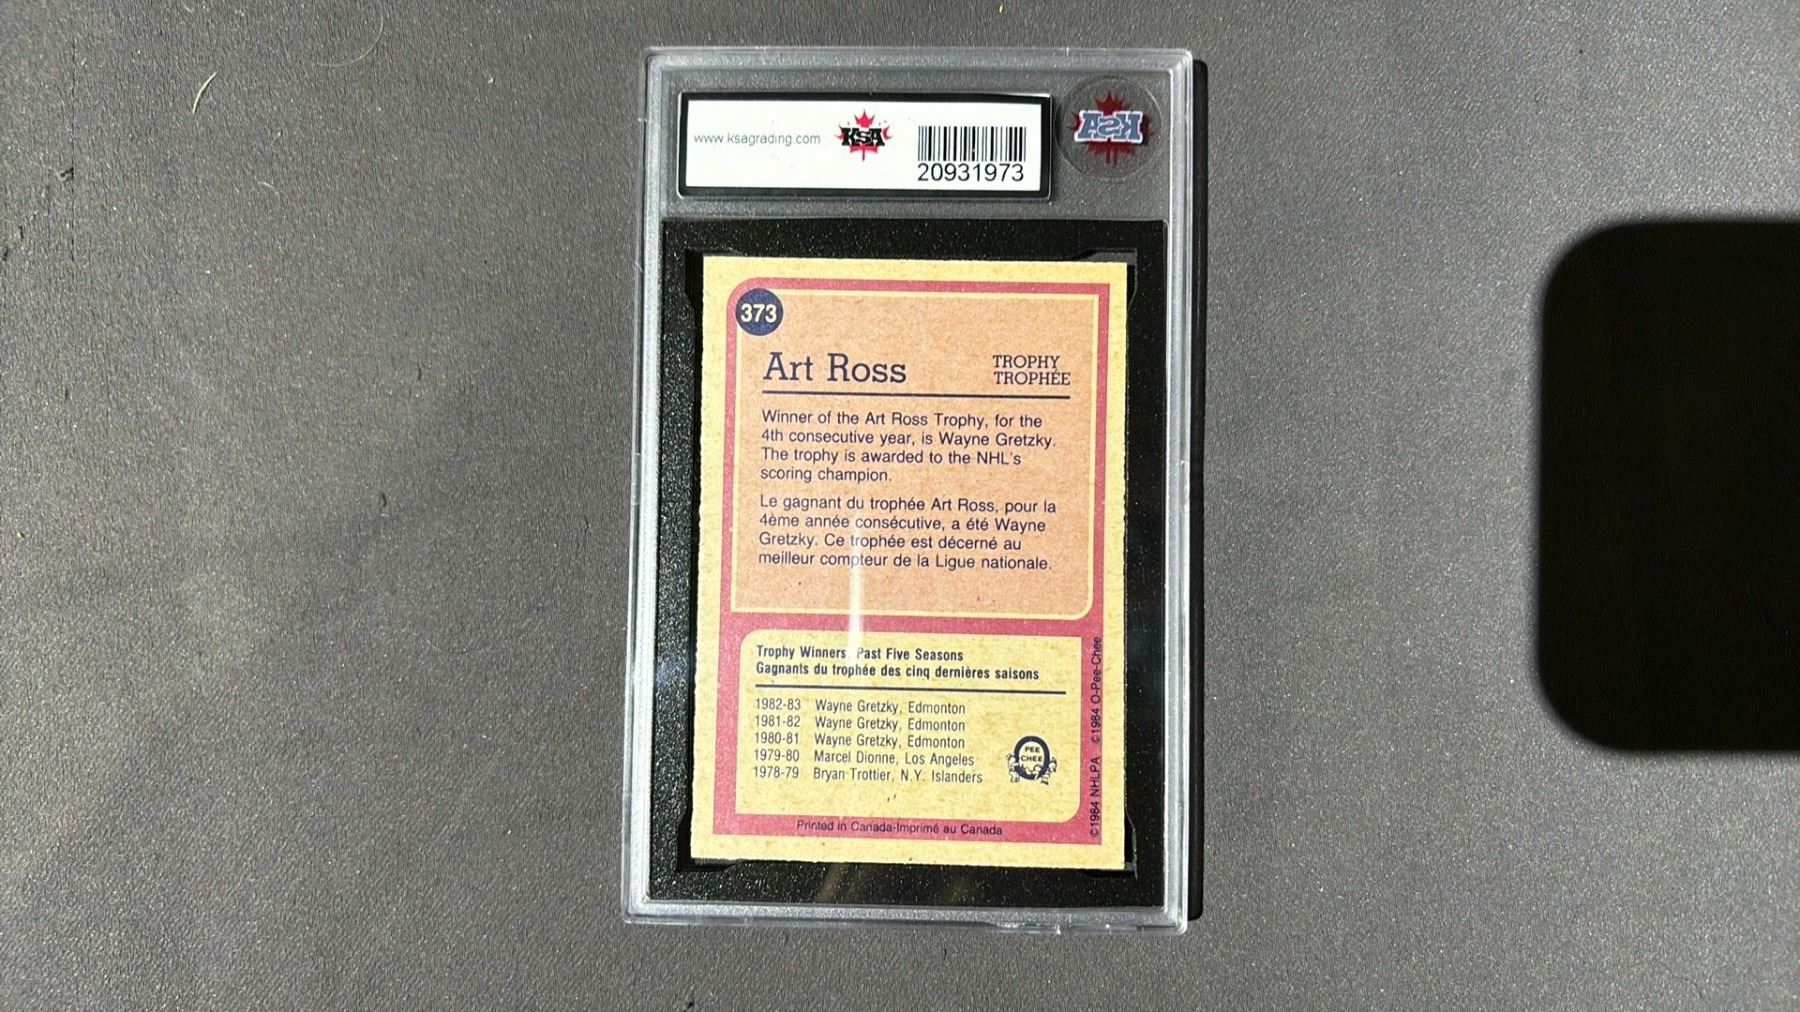 www.ksagrading.com
KSA
20931973
KSA
373
Art Ross
TROPHY
TROPHÉE
Winner of the Art Ross Trophy, for the
4th consecutive year, is Wayne Gretzky.
The trophy is awarded to the NHL's
scoring champion.
Le gagnant du trophée Art Ross, pour la
4ème année consécutive, a été Wayne
Gretzky. Ce trophée est décerné au
meilleur compteur de la Ligue nationale.
Trophy Winners, Past Five Seasons
Gagnants du trophée des cinq dernières saisons
1982-83 Wayne Gretzky, Edmonton
1981-82 Wayne Gretzky, Edmonton
1980-81 Wayne Gretzky, Edmonton
1979-80 Marcel Dionne, Los Angeles
1978-79 Bryan Trottier, N.Y. Islanders
O
PEE
CHEE
Printed in Canada-Imprimé au Canada
©1984 NHLPA ©1984 O-Pee-Chee